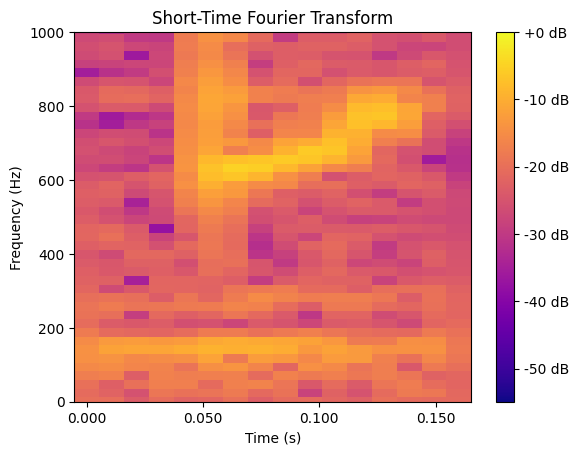 Short-Time Fourier Transform
1000
800
600
400
200
0
Frequency (Hz)
0.000
0.050
0.100
0.150
Time (s)
+0 dB
-10 dB
-20 dB
-30 dB
-40 dB
-50 dB